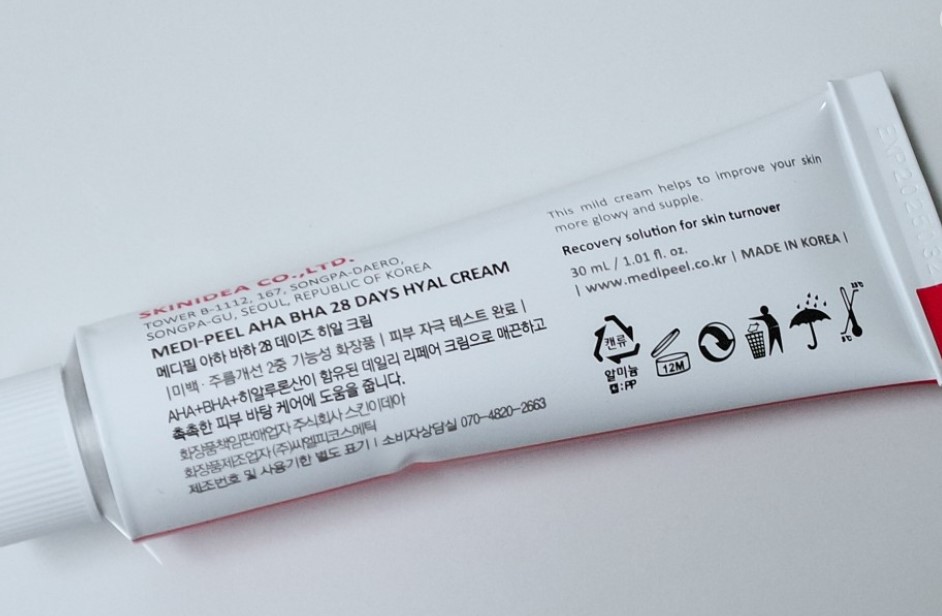 SKINIDEA CO.,LTD.
TOWER B-1112, 167, SONGPA-DAERO,
SONGPA-GU, SEOUL, REPUBLIC OF KOREA
MEDI-PEEL AHA BHA 28 DAYS HYAL CREAM
메디필 아하 바하 28 데이즈 히알 크림
|미백·주름개선 2중 기능성 화장품 | 피부 자극 테스트 완료 |
AHA+BHA+히알루론산이 함유된 데일리 리페어 크림으로 매끈하고
촉촉한 피부 바탕 케어에 도움을 줍니다.
화장품책임판매업자 주식회사 스킨이데아
화장품제조업자 (주)씨엘피코스메틱
제조번호 및 사용기한 별도 표기 | 소비자상담실 070-4820-2663
This mild cream helps to improve your skin
more glowy and supple.
Recovery solution for skin turnover
30 mL / 1.01 fl. oz.
| www.medipeel.co.kr | MADE IN KOREA |
캔류
알미늄
:PP
12M